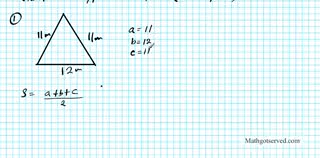 ①
11m
11m
12m
a = 11
b = 12
c = 11
S = a+b+c
2
Mathgotserved.com